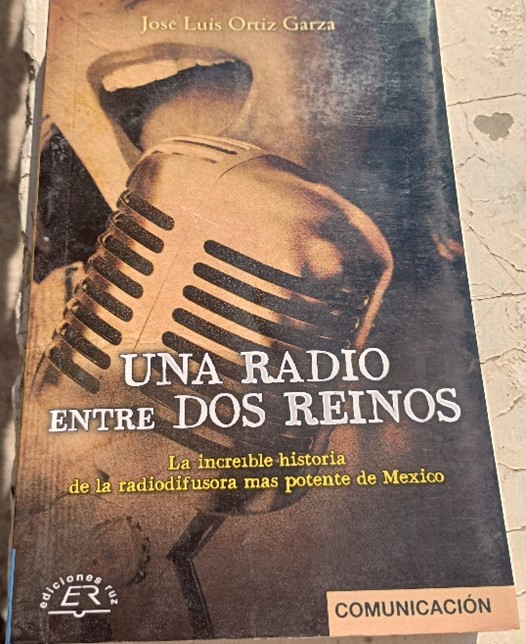 José Luis Ortiz Garza
UNA RADIO
ENTRE DOS REINOS
La increible historia
de la radiodifusora mas potente de Mexico
ediciones ruz
ER
COMUNICACIÓN